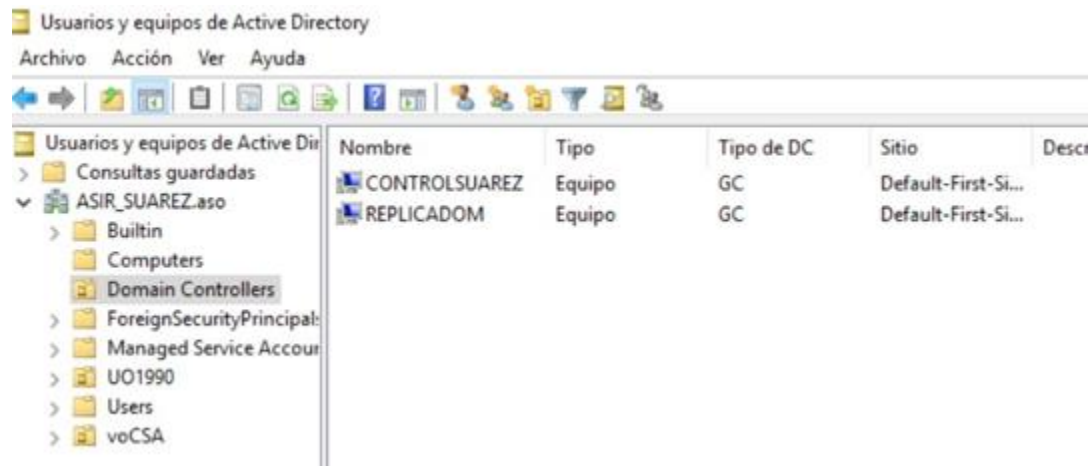 Usuarios y equipos de Active Directory
Archivo Acción Ver Ayuda
Usuarios y equipos de Active Dir
Consultas guardadas
ASIR_SUAREZ.aso
Builtin
Computers
Domain Controllers
ForeignSecurityPrincipals
Managed Service Accour
UO1990
Users
voCSA
Nombre Tipo Tipo de DC Sitio Descr
CONTROLSUAREZ Equipo GC Default-First-Si...
REPLICADOM Equipo GC Default-First-Si...